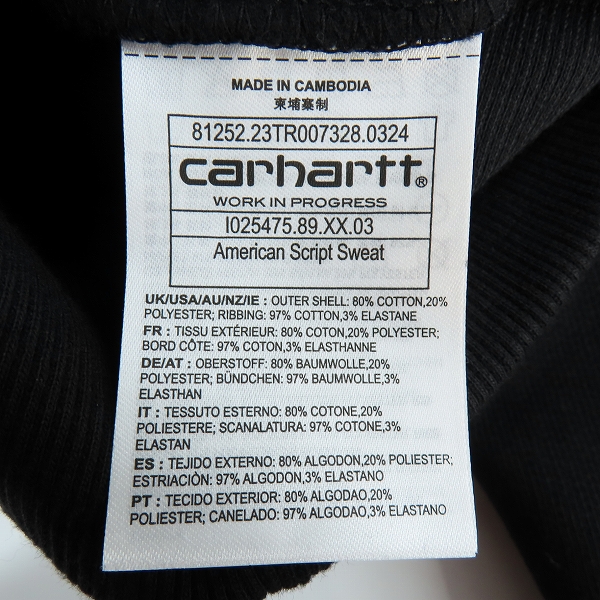 MADE IN CAMBODIA
柬埔寨制
81252.23TR007328.0324
carhartt®
WORK IN PROGRESS
I025475.89.XX.03
American Script Sweat
UK/USA/AU/NZ/IE : OUTER SHELL: 80% COTTON,20%
POLYESTER; RIBBING: 97% COTTON,3% ELASTANE
FR : TISSU EXTÉRIEUR: 80% COTON,20% POLYESTER;
BORD CÔTE: 97% COTON,3% ELASTHANNE
DE/AT : OBERSTOFF: 80% BAUMWOLLE,20%
POLYESTER; BÜNDCHEN: 97% BAUMWOLLE,3%
ELASTHAN
IT : TESSUTO ESTERNO: 80% COTONE,20%
POLIESTERE; SCANALATURA: 97% COTONE,3%
ELASTAN
ES : TEJIDO EXTERNO: 80% ALGODON,20% POLIESTER;
ESTRIACIÓN: 97% ALGODON,3% ELASTANO
PT : TECIDO EXTERIOR: 80% ALGODAO,20%
POLIESTER; CANELADO: 97% ALGODAO,3% ELASTANO